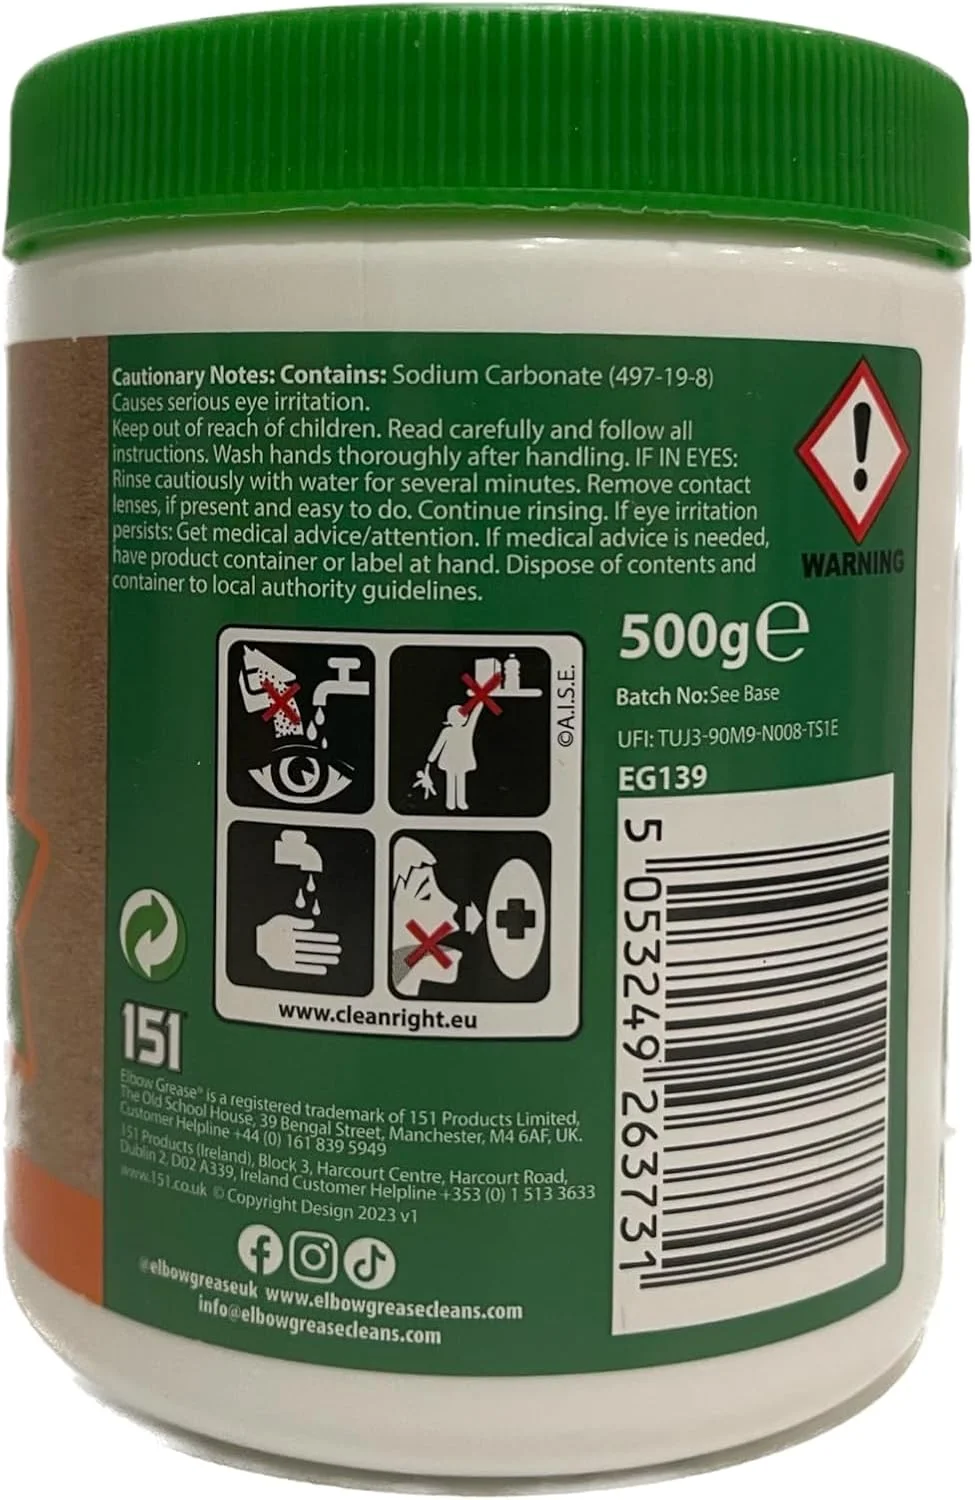 Cautionary Notes: Contains: Sodium Carbonate (497-19-8)
Causes serious eye irritation.
Keep out of reach of children. Read carefully and follow all
instructions. Wash hands thoroughly after handling. IF IN EYES:
Rinse cautiously with water for several minutes. Remove contact
lenses, if present and easy to do. Continue rinsing. If eye irritation
persists: Get medical advice/attention. If medical advice is needed,
have product container or label at hand. Dispose of contents and
container to local authority guidelines.
WARNING
500g℮
Batch No: See Base
UFI: TUJ3-90M9-N008-TS1E
EG139
5 053249 263731
©A.I.S.E.
www.cleanright.eu
151
Elbow Grease® is a registered trademark of 151 Products Limited,
The Old School House, 39 Bengal Street, Manchester, M4 6AF, UK.
Customer Helpline +44 (0) 161 839 5949
151 Products (Ireland), Block 3, Harcourt Centre, Harcourt Road,
Dublin 2, D02 A339, Ireland Customer Helpline +353 (0) 1 513 3633
www.151.co.uk © Copyright Design 2023 v1
@elbowgreaseuk www.elbowgreasecleans.com
info@elbowgreasecleans.com